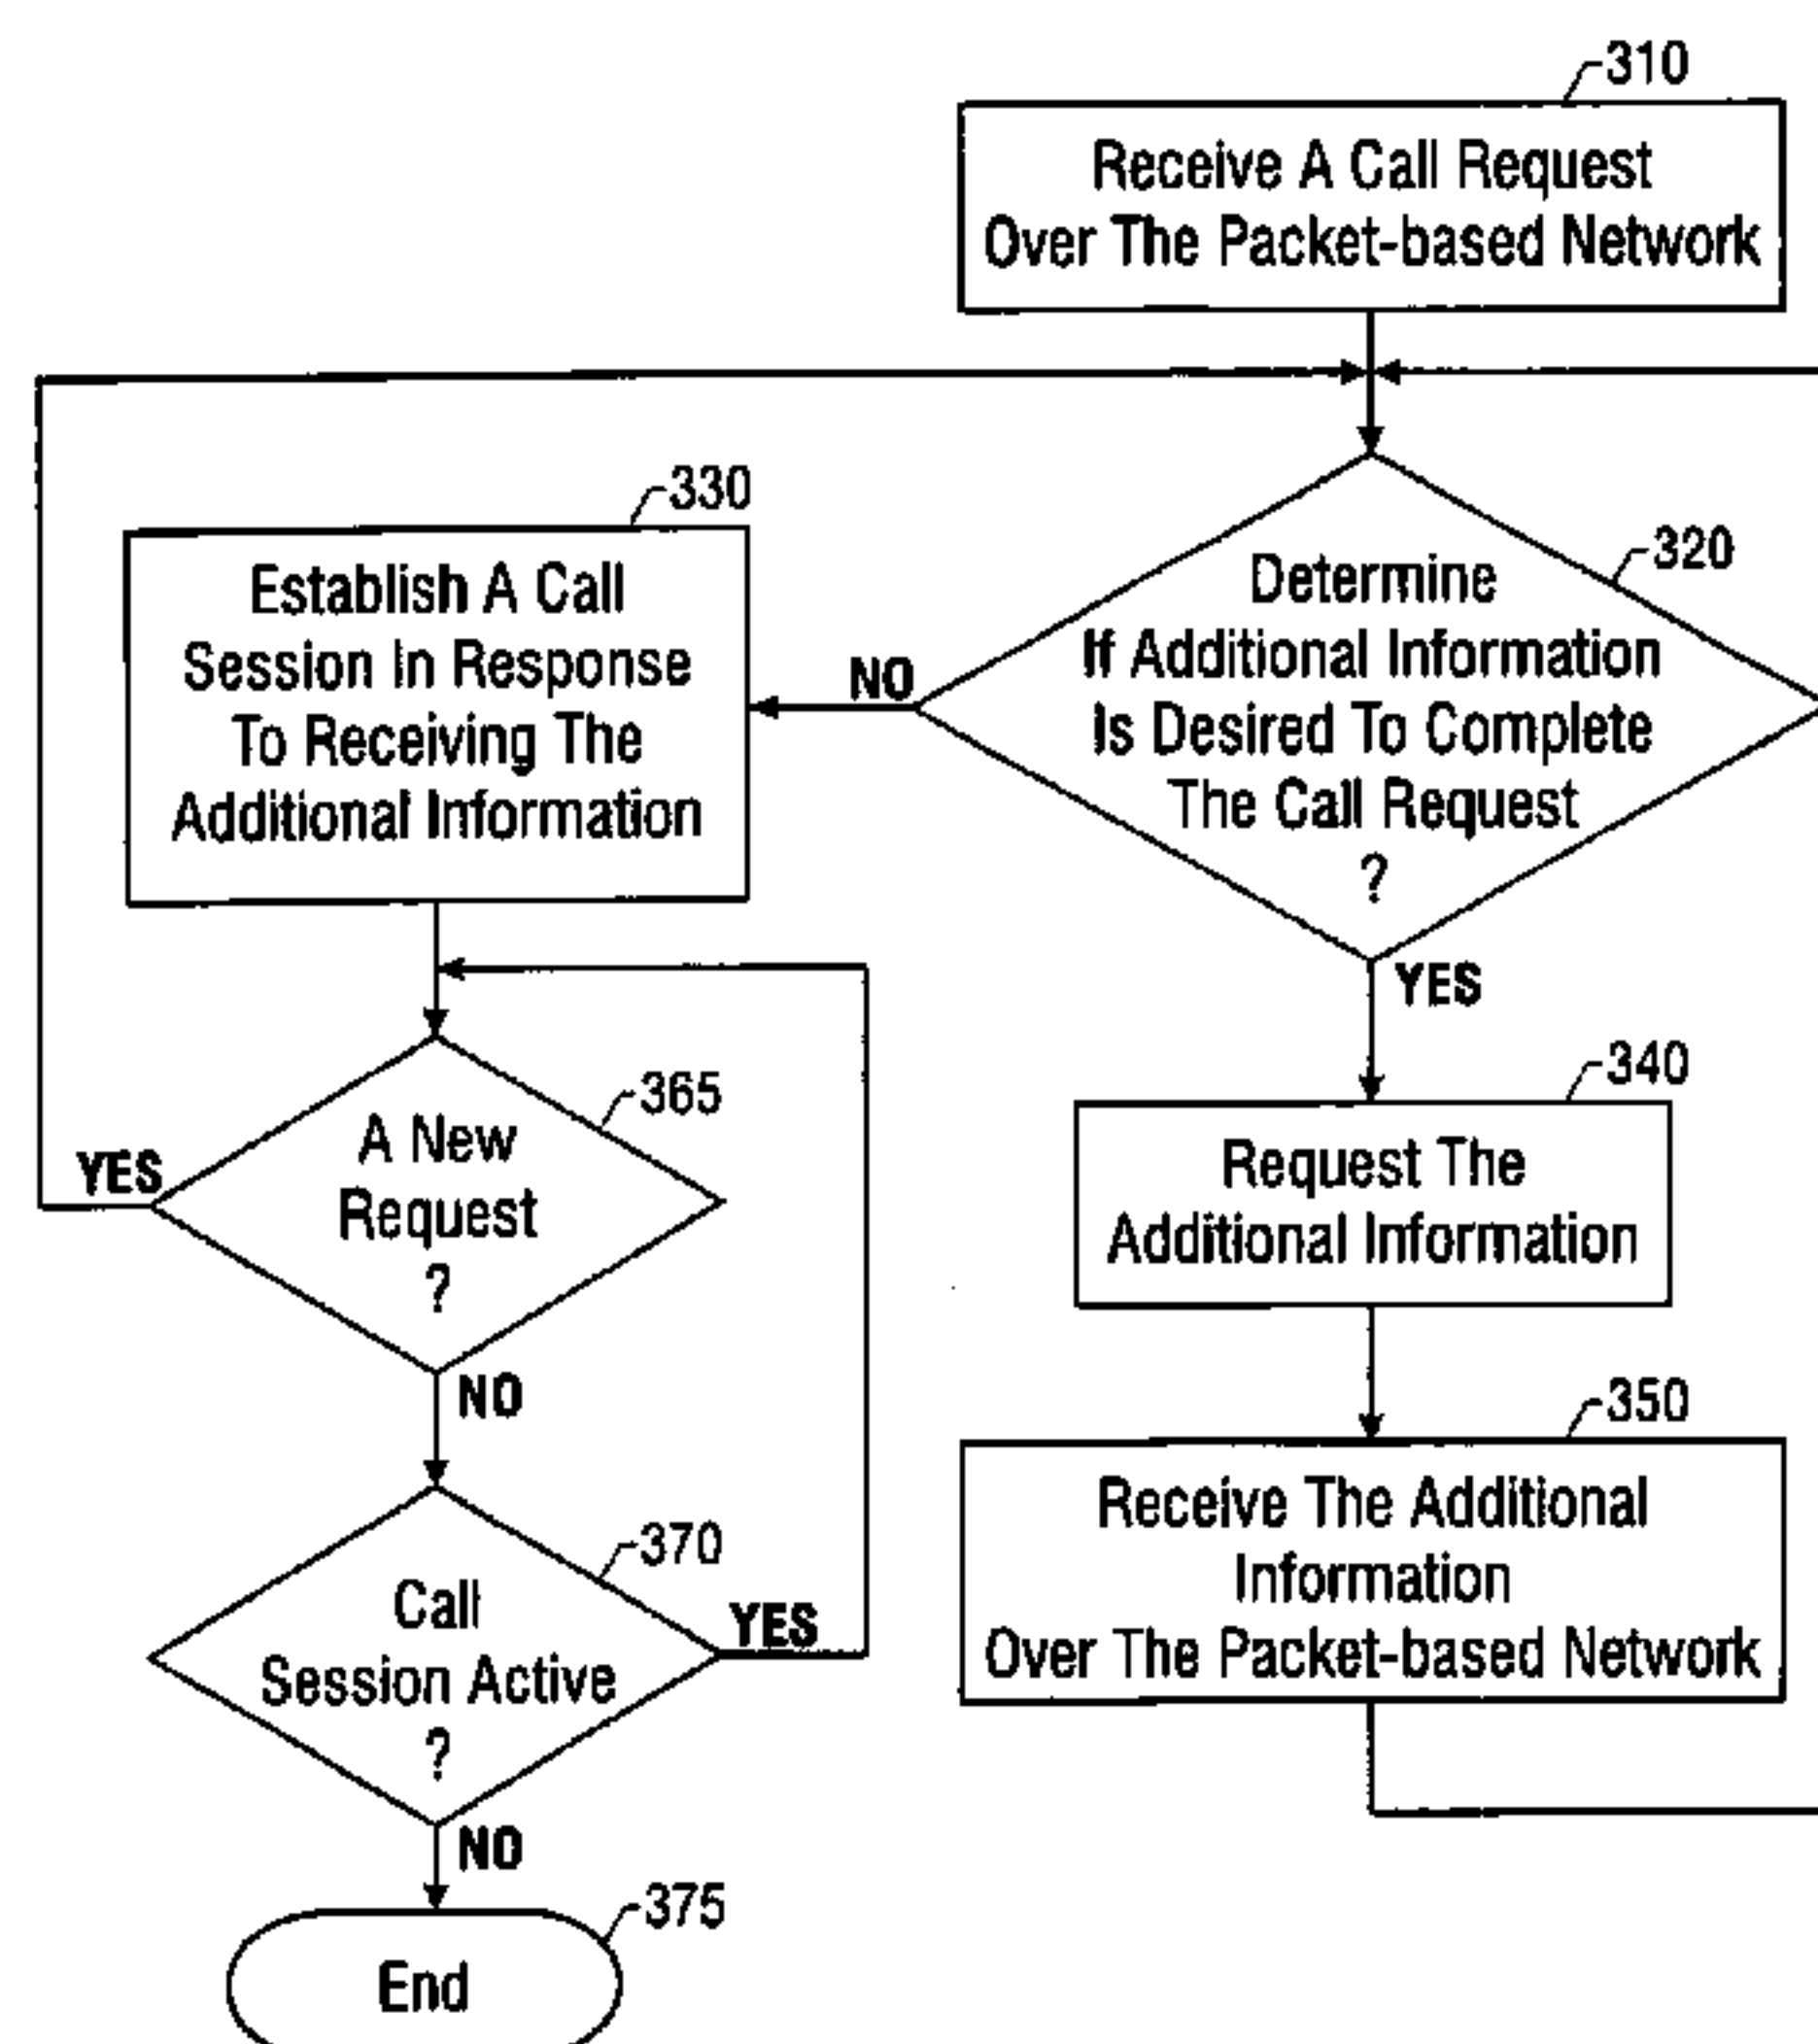 310
Receive A Call Request
Over The Packet-based Network
330
Establish A Call
Session In Response
To Receiving The
Additional Information
320
Determine
If Additional Information
Is Desired To Complete
The Call Request
?
NO
YES
365
A New
Request
?
YES
NO
340
Request The
Additional Information
350
Receive The Additional
Information
Over The Packet-based Network
370
Call
Session Active
?
YES
NO
375
End